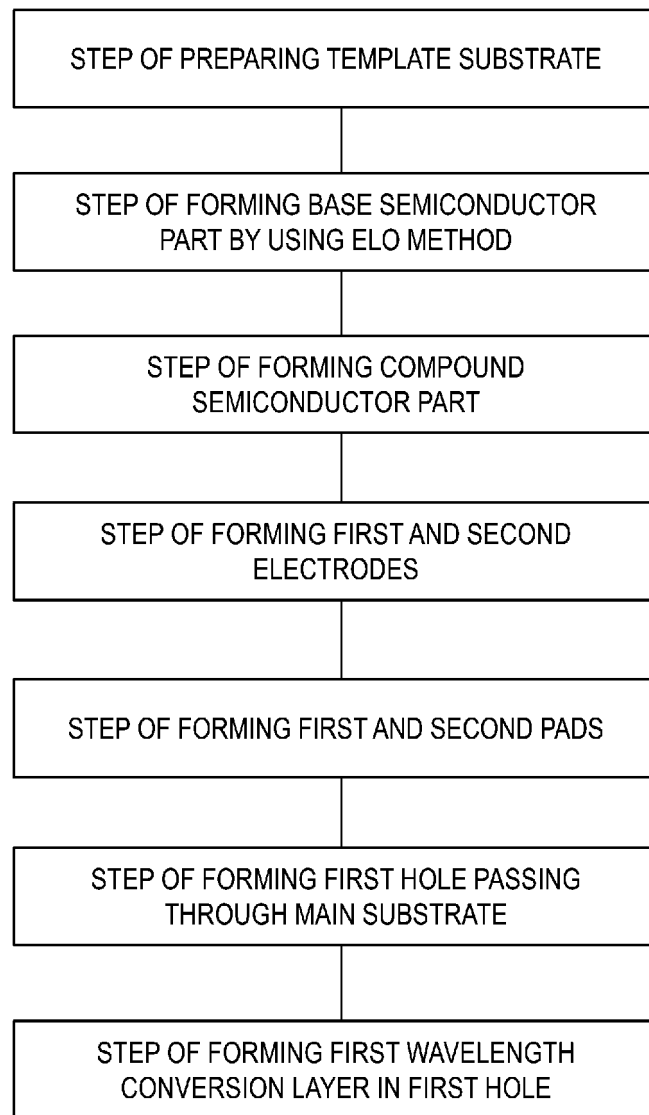 STEP OF PREPARING TEMPLATE SUBSTRATE
STEP OF FORMING BASE SEMICONDUCTOR
PART BY USING ELO METHOD
STEP OF FORMING COMPOUND
SEMICONDUCTOR PART
STEP OF FORMING FIRST AND SECOND
ELECTRODES
STEP OF FORMING FIRST AND SECOND PADS
STEP OF FORMING FIRST HOLE PASSING
THROUGH MAIN SUBSTRATE
STEP OF FORMING FIRST WAVELENGTH
CONVERSION LAYER IN FIRST HOLE